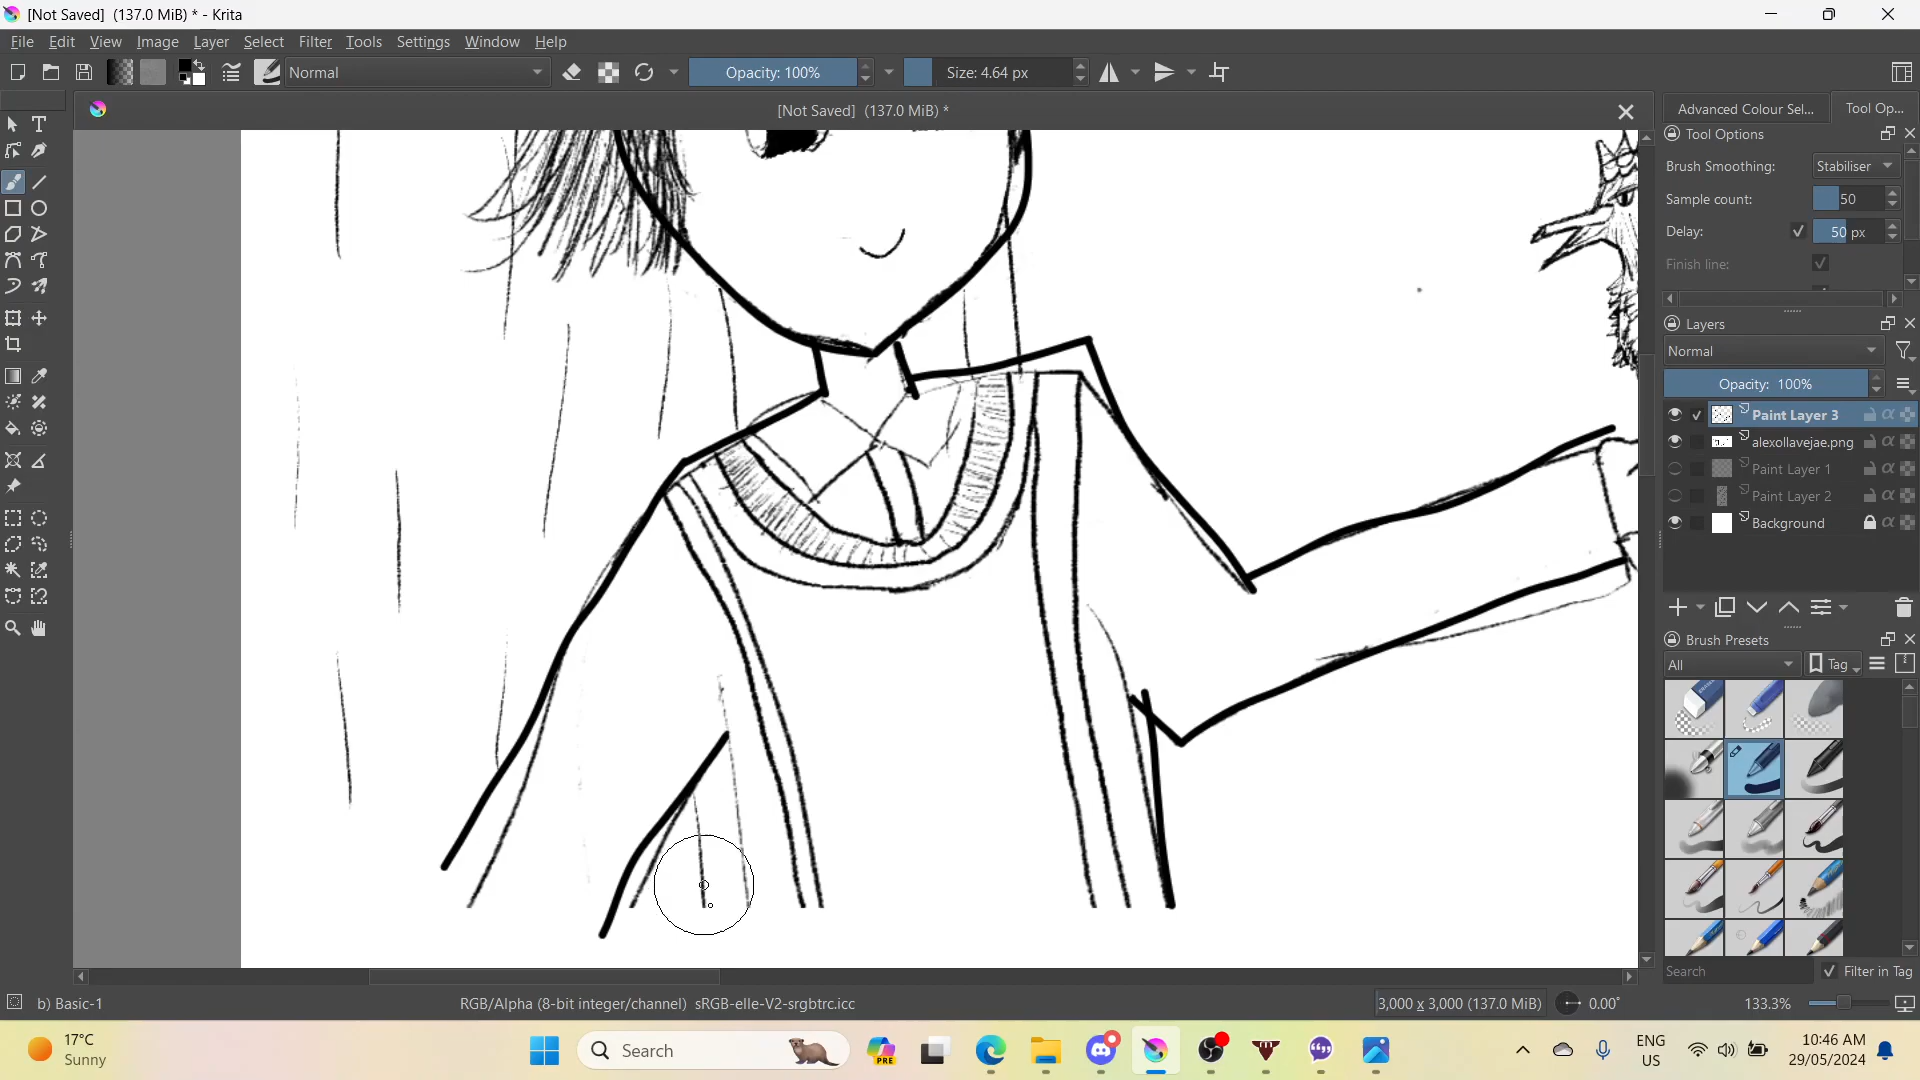 [Not Saved]  (137.0 MiB) * - Krita
File Edit View Image Layer Select Filter Tools Settings Window Help
Normal
Opacity: 100%
Size: 4.64 px
[Not Saved]  (137.0 MiB) *
Advanced Colour Sel...
Tool Op...
Tool Options
Brush Smoothing: Stabiliser
Sample count: 50
Delay: 50 px
Finish line:
Layers
Normal
Opacity:  100%
Paint Layer 3
alexollavejae.png
Paint Layer 1
Paint Layer 2
Background
Brush Presets
All
Tag
Search
Filter in Tag
b) Basic-1
RGB/Alpha (8-bit integer/channel)  sRGB-elle-V2-srgbtrc.icc
3,000 x 3,000 (137.0 MiB)
0.00°
133.3%
17°C
Sunny
Search
PRE
ENG
US
10:46 AM
29/05/2024